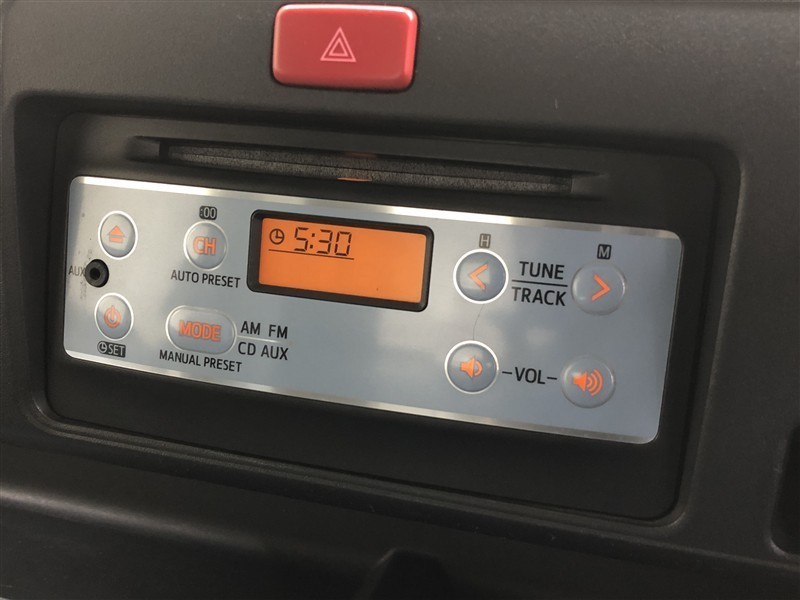 :00
H
M
5:30
CH
TUNE
AUX
AUTO PRESET
TRACK
MODE
AM FM
CD AUX
SET
MANUAL PRESET
-VOL-